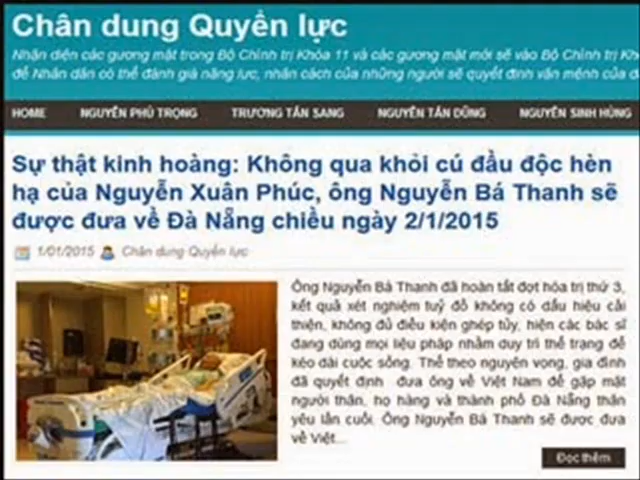 Chân dung Quyền lực
Nhận diện các gương mặt trong Bộ Chính trị Khóa 11 và các gương mặt mới sẽ vào Bộ Chính trị Kh
để Nhân dân có thể đánh giá năng lực, nhân cách của những người sẽ quyết định vận mệnh của đ
HOME NGUYỄN PHÚ TRỌNG TRƯƠNG TẤN SANG NGUYỄN TẤN DŨNG NGUYỄN SINH HÙNG
Sự thật kinh hoàng: Không qua khỏi cú đầu độc hèn
hạ của Nguyễn Xuân Phúc, ông Nguyễn Bá Thanh sẽ
được đưa về Đà Nẵng chiều ngày 2/1/2015
1/01/2015 Chân dung Quyền lực
Ông Nguyễn Bá Thanh đã hoàn tất đợt hóa trị thứ 3,
kết quả xét nghiệm tuỷ đồ không có dấu hiệu cải
thiện, không đủ điều kiện ghép tủy, hiện các bác sĩ
đang dùng mọi liệu pháp nhằm duy trì thể trạng để
kéo dài cuộc sống. Thể theo nguyện vọng, gia đình
đã quyết định đưa ông về Việt Nam để gặp mặt
người thân, họ hàng và thành phố Đà Nẵng thân
yêu lần cuối. Ông Nguyễn Bá Thanh sẽ được đưa
về Việt...
Đọc thêm